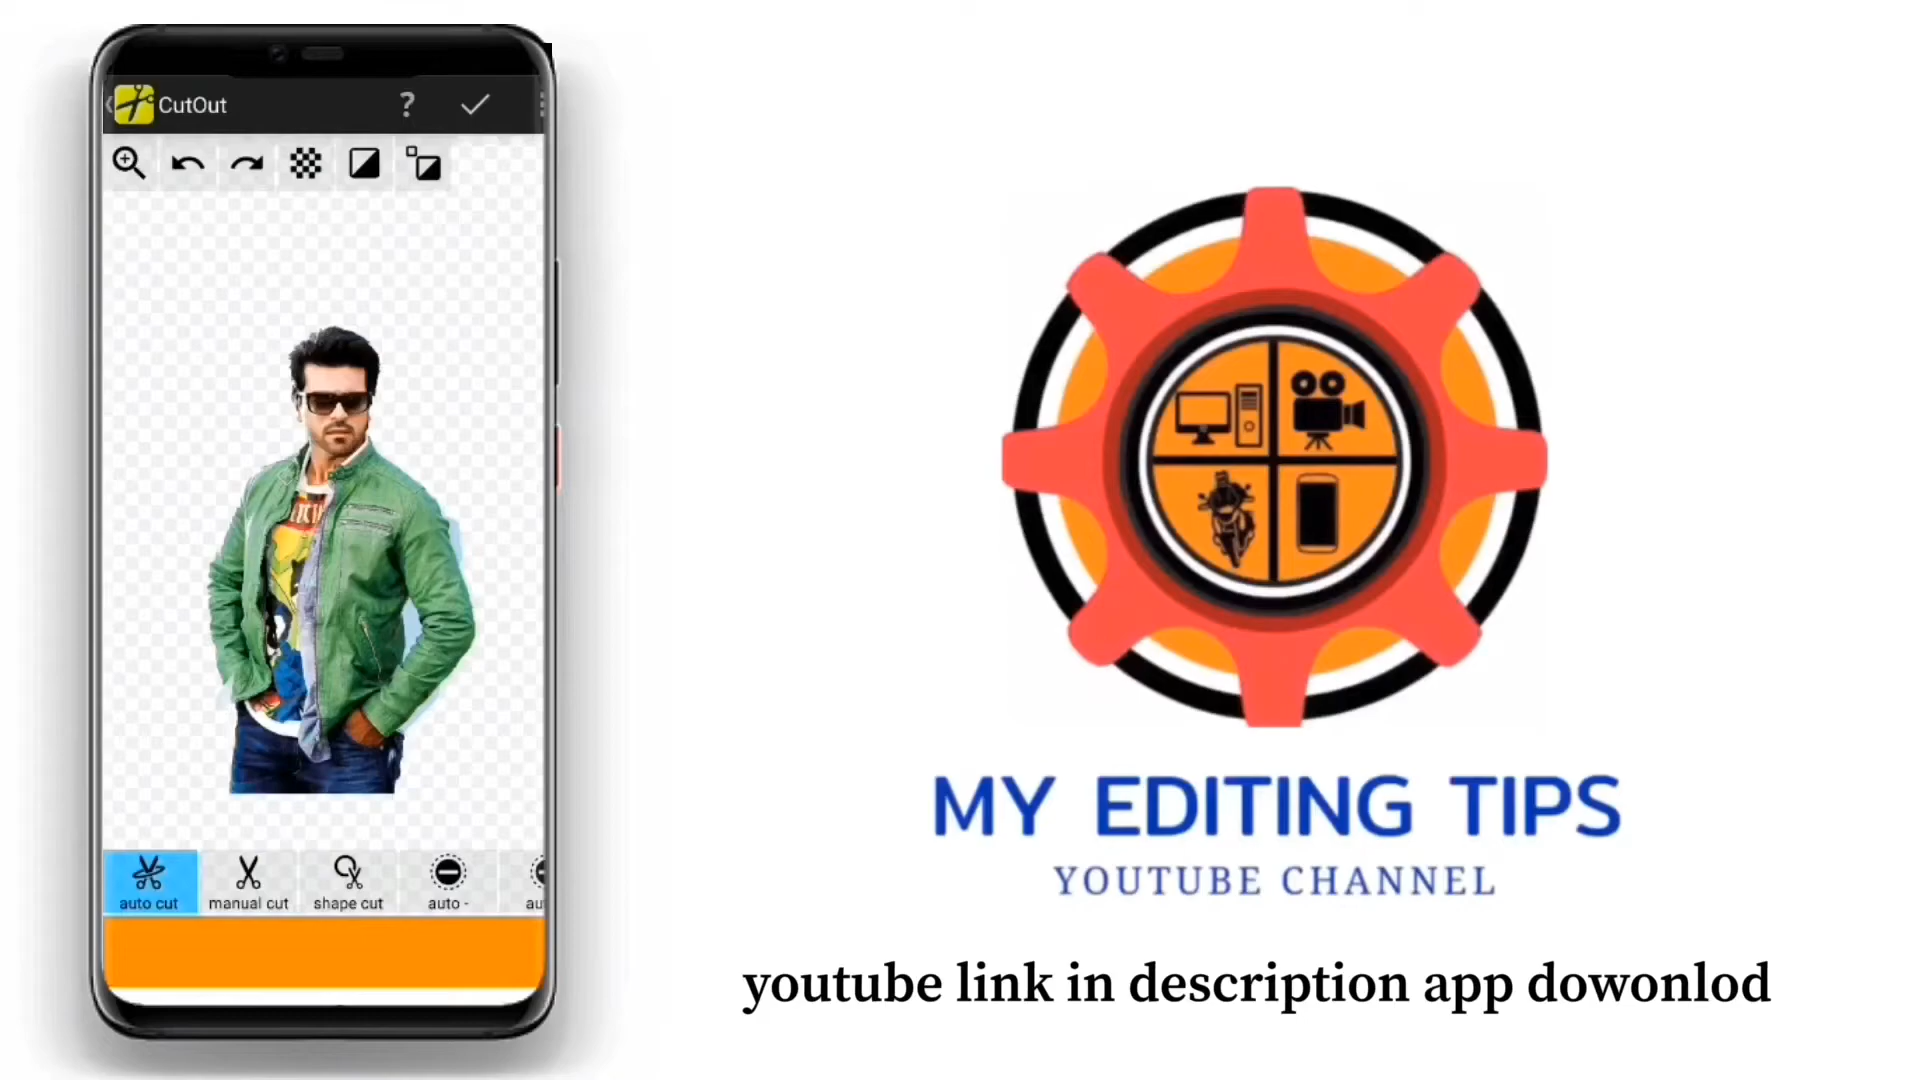 CutOut
?
auto cut
manual cut
shape cut
auto -
MY EDITING TIPS
YOUTUBE CHANNEL
youtube link in description app dowonlod